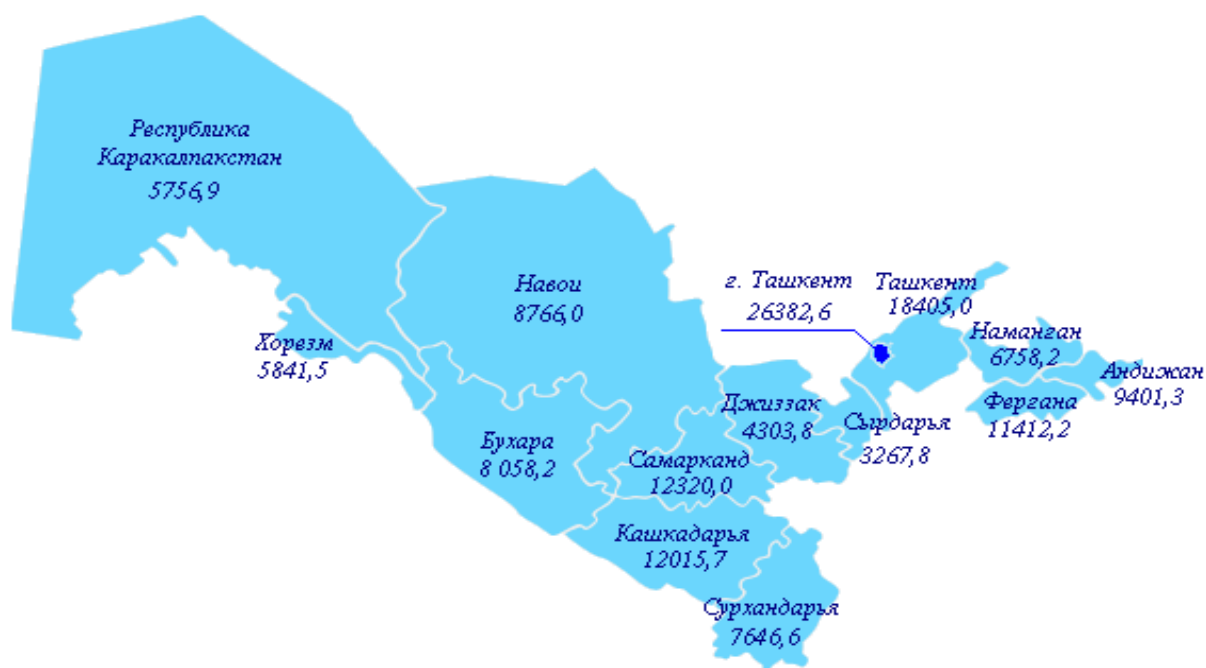 Республика
Каракалпакстан
5756,9
Навои
8766,0
г. Ташкент
26382,6
Ташкент
18405,0
Наманган
6758,2
Андижан
9401,3
Фергана
11412,2
Хорезм
5841,5
Джиззак
4303,8
Сырдарья
3267,8
Бухара
8 058,2
Самарканд
12320,0
Кашкадарья
12015,7
Сурхандарья
7646,6